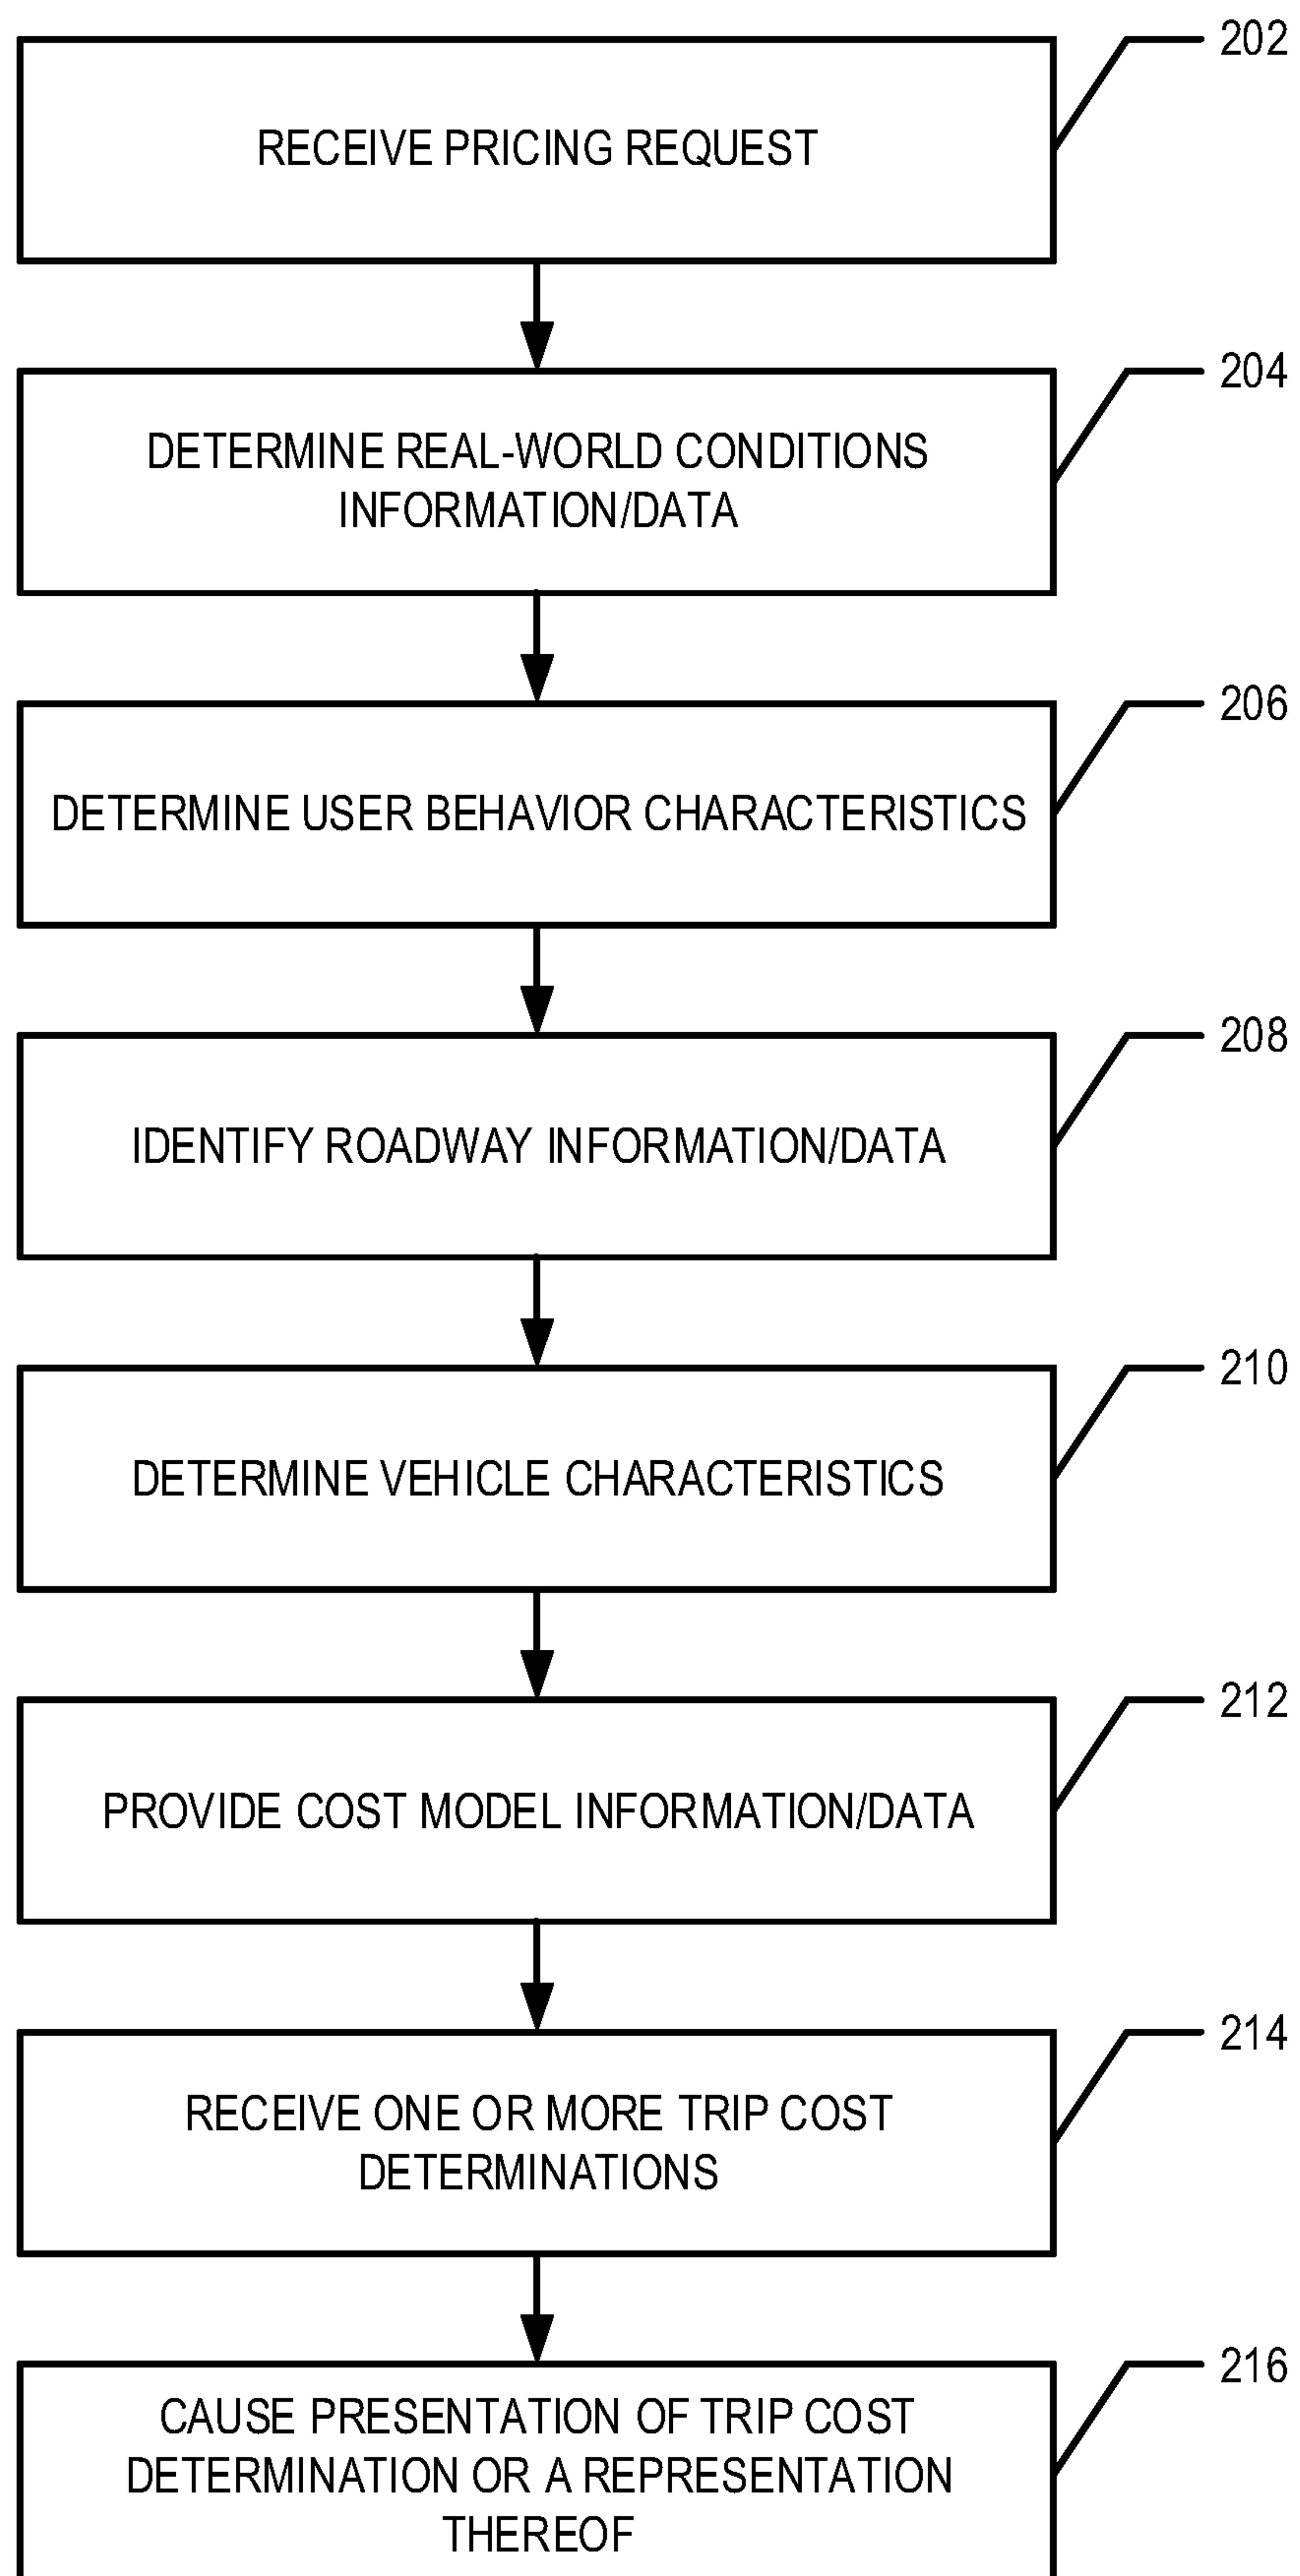 202
RECEIVE PRICING REQUEST
204
DETERMINE REAL-WORLD CONDITIONS
INFORMATION/DATA
206
DETERMINE USER BEHAVIOR CHARACTERISTICS
208
IDENTIFY ROADWAY INFORMATION/DATA
210
DETERMINE VEHICLE CHARACTERISTICS
212
PROVIDE COST MODEL INFORMATION/DATA
214
RECEIVE ONE OR MORE TRIP COST
DETERMINATIONS
216
CAUSE PRESENTATION OF TRIP COST
DETERMINATION OR A REPRESENTATION
THEREOF